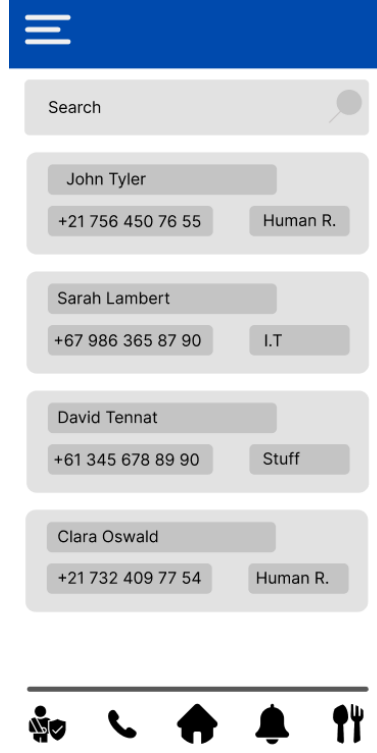 Search
John Tyler
+21 756 450 76 55 Human R.
Sarah Lambert
+67 986 365 87 90 I.T
David Tennat
+61 345 678 89 90 Stuff
Clara Oswald
+21 732 409 77 54 Human R.